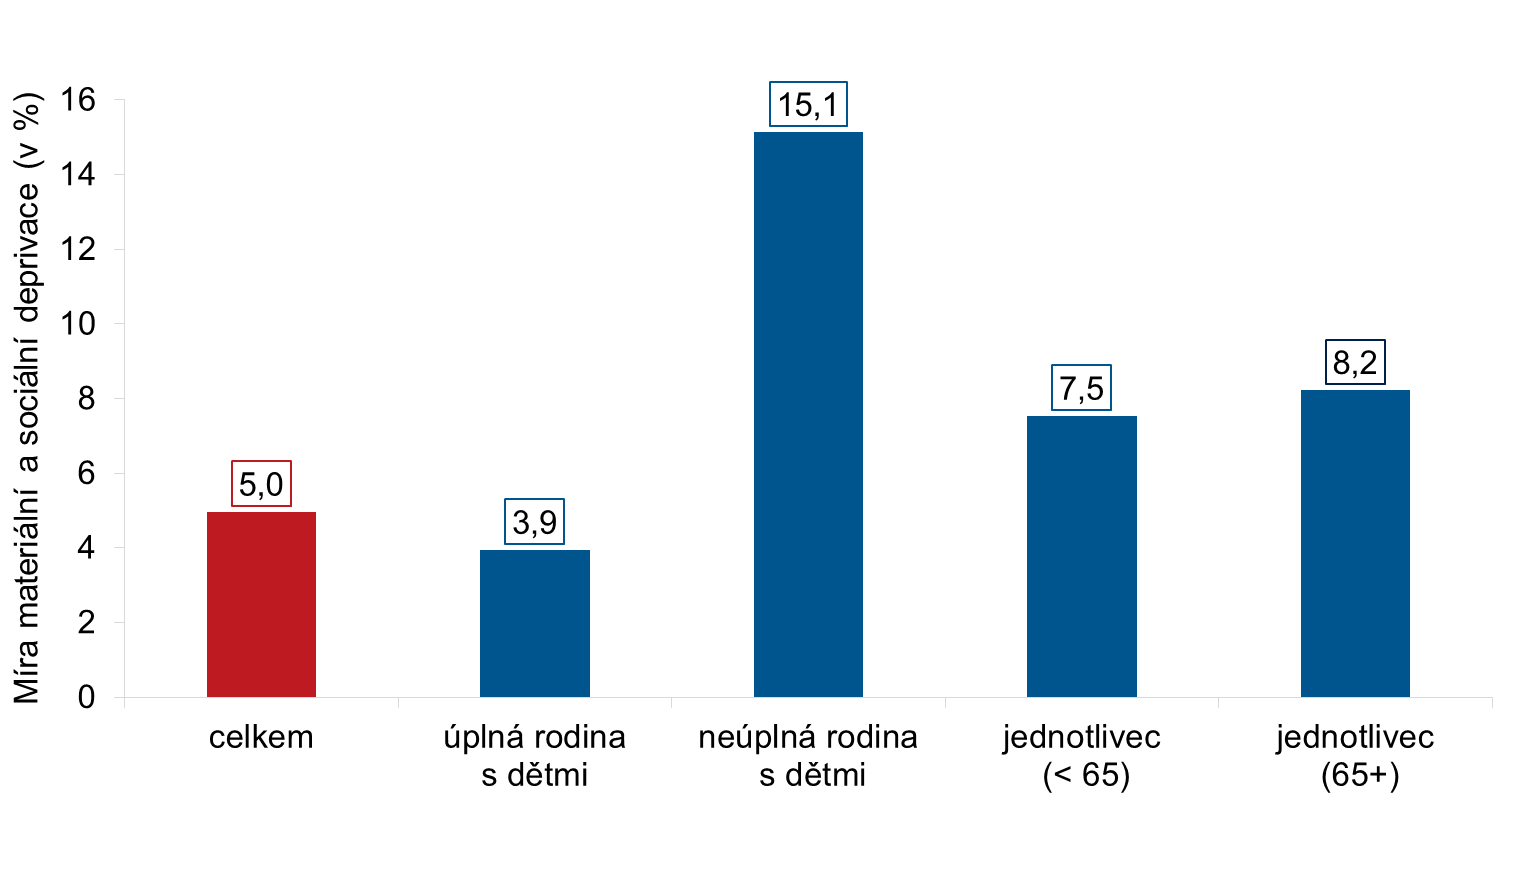 Míra materiální a sociální deprivace (v %)
16
14
12
10
8
6
4
2
0
5,0
3,9
15,1
7,5
8,2
celkem
úplná rodina
s dětmi
neúplná rodina
s dětmi
jednotlivec
(< 65)
jednotlivec
(65+)